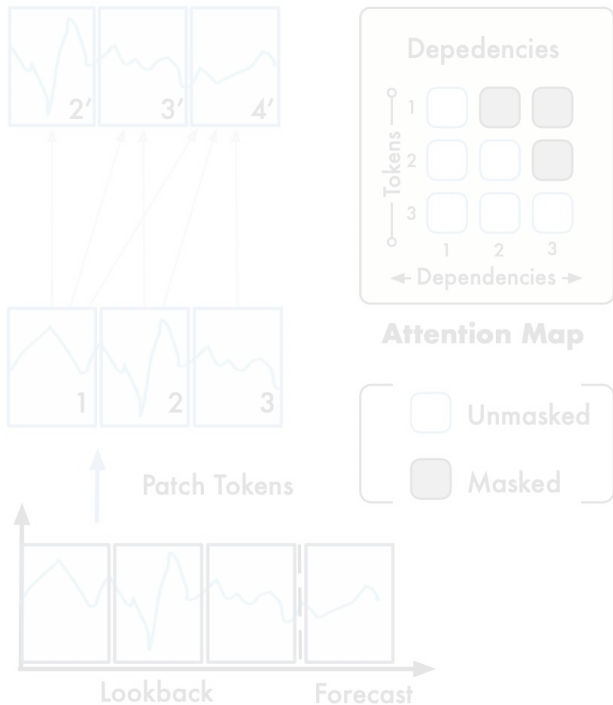 2′ 3′ 4′
1 2 3
Patch Tokens
Lookback Forecast
Depedencies
Tokens
1
2
3
1 2 3
Dependencies
Attention Map
Unmasked
Masked